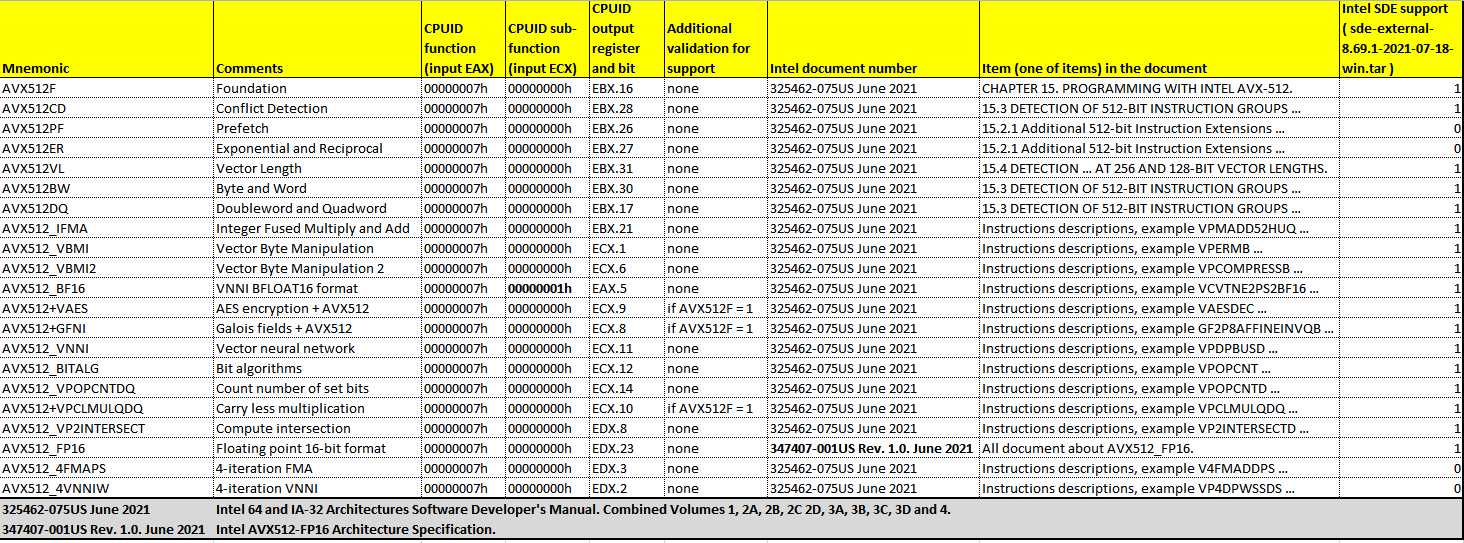 Mnemonic Comments CPUID function (input EAX) CPUID sub-function (input ECX) CPUID output register and bit Additional validation for support Intel document number Item (one of items) in the document Intel SDE support ( sde-external-8.69.1-2021-07-18-win.tar )
AVX512F Foundation 00000007h 00000000h EBX.16 none 325462-075US June 2021 CHAPTER 15. PROGRAMMING WITH INTEL AVX-512. 1
AVX512CD Conflict Detection 00000007h 00000000h EBX.28 none 325462-075US June 2021 15.3 DETECTION OF 512-BIT INSTRUCTION GROUPS ... 1
AVX512PF Prefetch 00000007h 00000000h EBX.26 none 325462-075US June 2021 15.2.1 Additional 512-bit Instruction Extensions ... 0
AVX512ER Exponential and Reciprocal 00000007h 00000000h EBX.27 none 325462-075US June 2021 15.2.1 Additional 512-bit Instruction Extensions ... 0
AVX512VL Vector Length 00000007h 00000000h EBX.31 none 325462-075US June 2021 15.4 DETECTION ... AT 256 AND 128-BIT VECTOR LENGTHS. 1
AVX512BW Byte and Word 00000007h 00000000h EBX.30 none 325462-075US June 2021 15.3 DETECTION OF 512-BIT INSTRUCTION GROUPS ... 1
AVX512DQ Doubleword and Quadword 00000007h 00000000h EBX.17 none 325462-075US June 2021 15.3 DETECTION OF 512-BIT INSTRUCTION GROUPS ... 1
AVX512_IFMA Integer Fused Multiply and Add 00000007h 00000000h EBX.21 none 325462-075US June 2021 Instructions descriptions, example VPMADD52HUQ ... 1
AVX512_VBMI Vector Byte Manipulation 00000007h 00000000h ECX.1 none 325462-075US June 2021 Instructions descriptions, example VPERMB ... 1
AVX512_VBMI2 Vector Byte Manipulation 2 00000007h 00000000h ECX.6 none 325462-075US June 2021 Instructions descriptions, example VPCOMPRESSB ... 1
AVX512_BF16 VNNI BFLOAT16 format 00000007h 00000001h EAX.5 none 325462-075US June 2021 Instructions descriptions, example VCVTNE2PS2BF16 ... 1
AVX512+VAES AES encryption + AVX512 00000007h 00000000h ECX.9 if AVX512F = 1 325462-075US June 2021 Instructions descriptions, example VAESDEC ... 1
AVX512+GFNI Galois fields + AVX512 00000007h 00000000h ECX.8 if AVX512F = 1 325462-075US June 2021 Instructions descriptions, example GF2P8AFFINEINVQB ... 1
AVX512_VNNI Vector neural network 00000007h 00000000h ECX.11 none 325462-075US June 2021 Instructions descriptions, example VPDPBUSD ... 1
AVX512_BITALG Bit algorithms 00000007h 00000000h ECX.12 none 325462-075US June 2021 Instructions descriptions, example VPOPCNT ... 1
AVX512_VPOPCNTDQ Count number of set bits 00000007h 00000000h ECX.14 none 325462-075US June 2021 Instructions descriptions, example VPOPCNTD ... 1
AVX512+VPCLMULQDQ Carry less multiplication 00000007h 00000000h ECX.10 if AVX512F = 1 325462-075US June 2021 Instructions descriptions, example VPCLMULQDQ ... 1
AVX512_VP2INTERSECT Compute intersection 00000007h 00000000h EDX.8 none 325462-075US June 2021 Instructions descriptions, example VP2INTERSECTD ... 1
AVX512_FP16 Floating point 16-bit format 00000007h 00000000h EDX.23 none 347407-001US Rev. 1.0. June 2021 All document about AVX512_FP16. 1
AVX512_4FMAPS 4-iteration FMA 00000007h 00000000h EDX.3 none 325462-075US June 2021 Instructions descriptions, example V4FMADDPS ... 0
AVX512_4VNNIW 4-iteration VNNI 00000007h 00000000h EDX.2 none 325462-075US June 2021 Instructions descriptions, example VP4DPWSSDS ... 0
325462-075US June 2021 Intel 64 and IA-32 Architectures Software Developer's Manual. Combined Volumes 1, 2A, 2B, 2C 2D, 3A, 3B, 3C, 3D and 4.
347407-001US Rev. 1.0. June 2021 Intel AVX512-FP16 Architecture Specification.